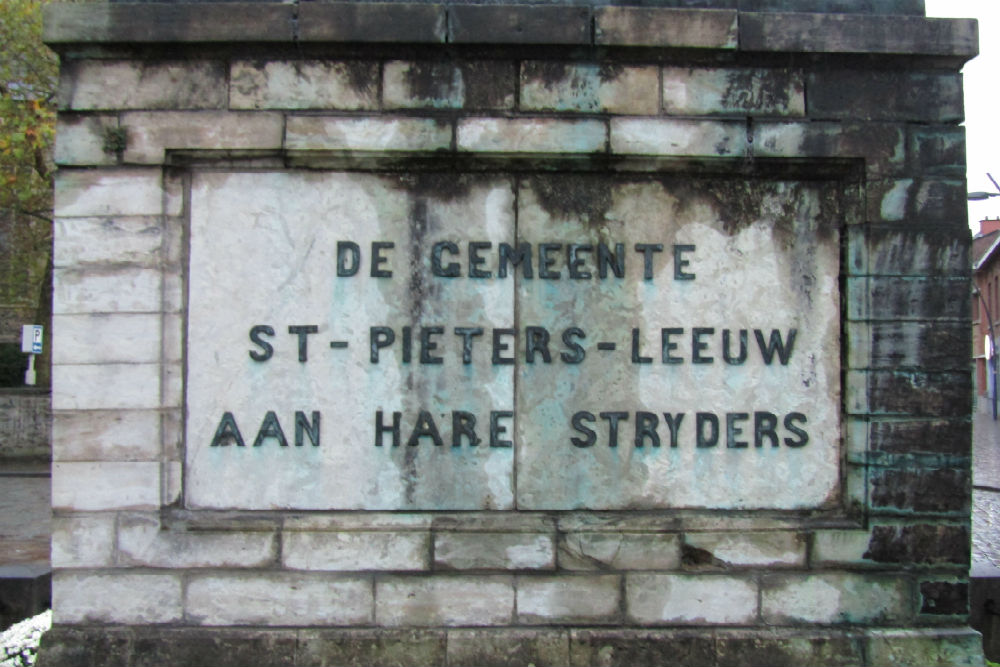 DE GEMEENTE
ST-PIETERS-LEEUW
AAN HARE STRYDERS
P